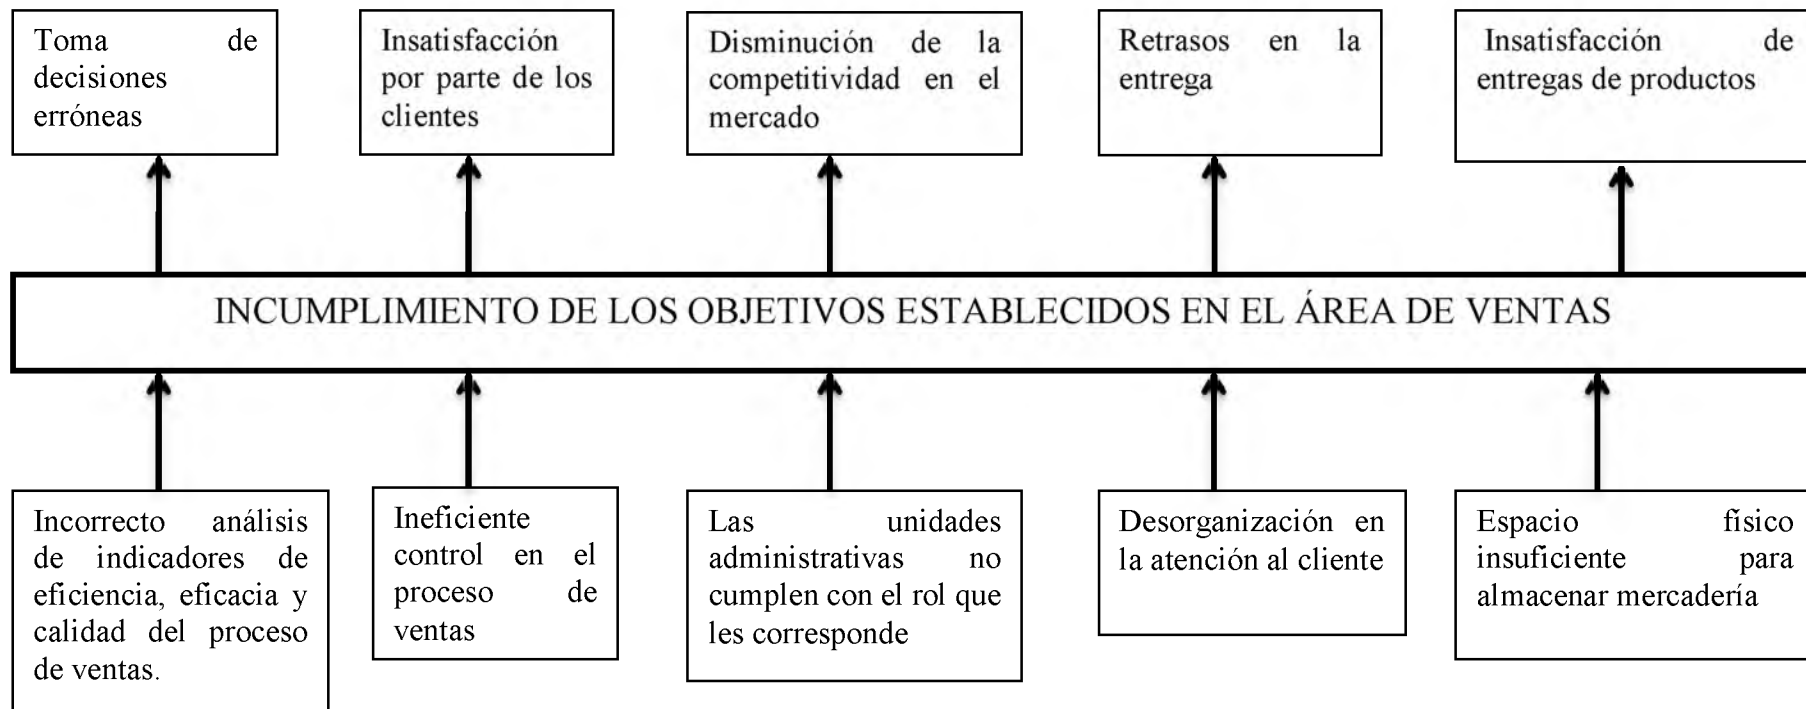 Toma de
decisiones
erróneas
Insatisfacción
por parte de los
clientes
Disminución de la
competitividad en el
mercado
Retrasos en la
entrega
Insatisfacción de
entregas de productos
INCUMPLIMIENTO DE LOS OBJETIVOS ESTABLECIDOS EN EL ÁREA DE VENTAS
Incorrecto análisis
de indicadores de
eficiencia, eficacia y
calidad del proceso
de ventas.
Ineficiente
control en el
proceso de
ventas
Las unidades
administrativas no
cumplen con el rol que
les corresponde
Desorganización en
la atención al cliente
Espacio físico
insuficiente para
almacenar mercadería